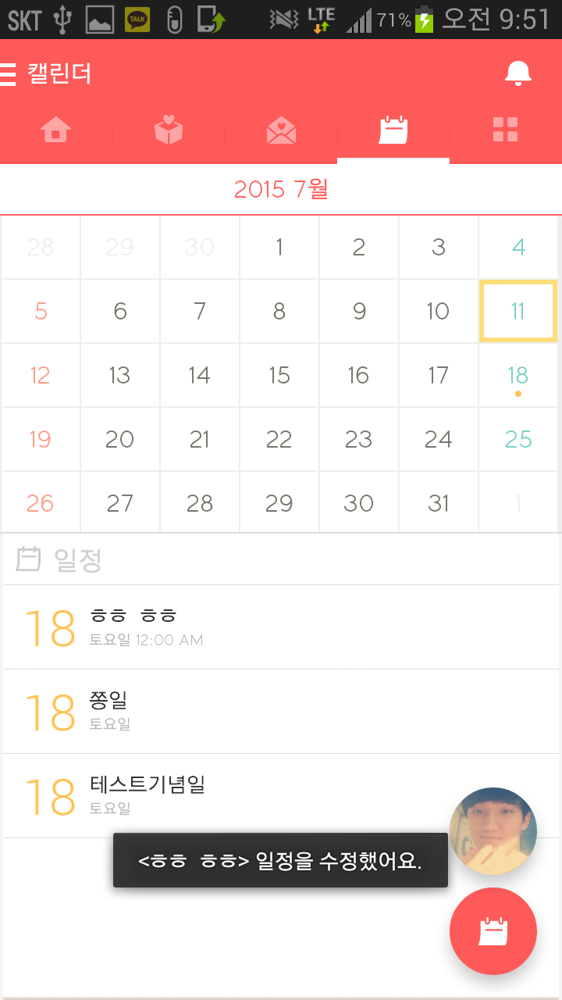 SKT TALK LTE 71% 오전 9:51
캘린더
2015 7월
28 29 30 1 2 3 4
5 6 7 8 9 10 11
12 13 14 15 16 17 18
19 20 21 22 23 24 25
26 27 28 29 30 31 1
일정
18 ㅎㅎ ㅎㅎ
토요일 12:00 AM
18 쫑일
토요일
18 테스트기념일
토요일
<ㅎㅎ ㅎㅎ> 일정을 수정했어요.